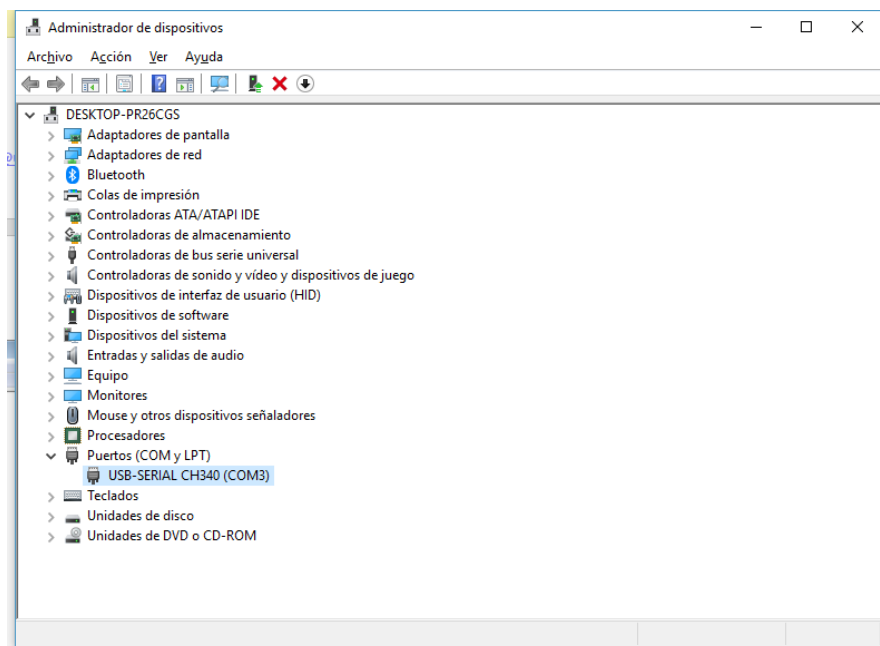 Administrador de dispositivos
Archivo Acción Ver Ayuda
DESKTOP-PR26CGS
Adaptadores de pantalla
Adaptadores de red
Bluetooth
Colas de impresión
Controladoras ATA/ATAPI IDE
Controladoras de almacenamiento
Controladoras de bus serie universal
Controladoras de sonido y vídeo y dispositivos de juego
Dispositivos de interfaz de usuario (HID)
Dispositivos de software
Dispositivos del sistema
Entradas y salidas de audio
Equipo
Monitores
Mouse y otros dispositivos señaladores
Procesadores
Puertos (COM y LPT)
USB-SERIAL CH340 (COM3)
Teclados
Unidades de disco
Unidades de DVD o CD-ROM